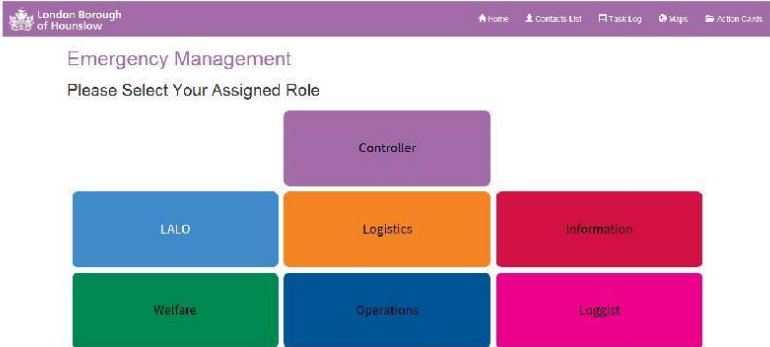 London Borough
of Hounslow
Home Contacts List Task Log Maps Action Cards
Emergency Management
Please Select Your Assigned Role
Controller
LALO Logistics Information
Welfare Operations Loggist